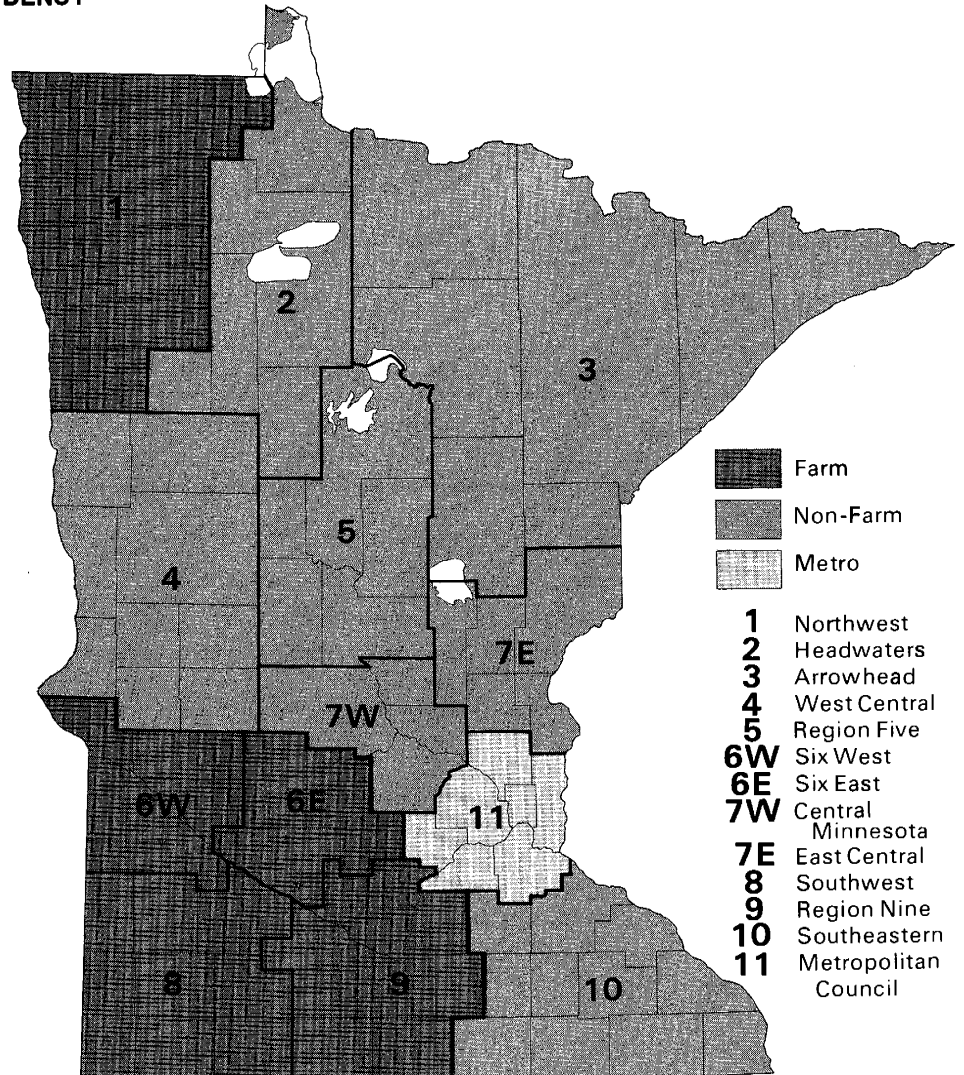 1
2
3
4
5
7E
7W
6W
6E
11
8
9
10
Farm
Non-Farm
Metro
1 Northwest
2 Headwaters
3 Arrowhead
4 West Central
5 Region Five
6W Six West
6E Six East
7W Central
Minnesota
7E East Central
8 Southwest
9 Region Nine
10 Southeastern
11 Metropolitan
Council